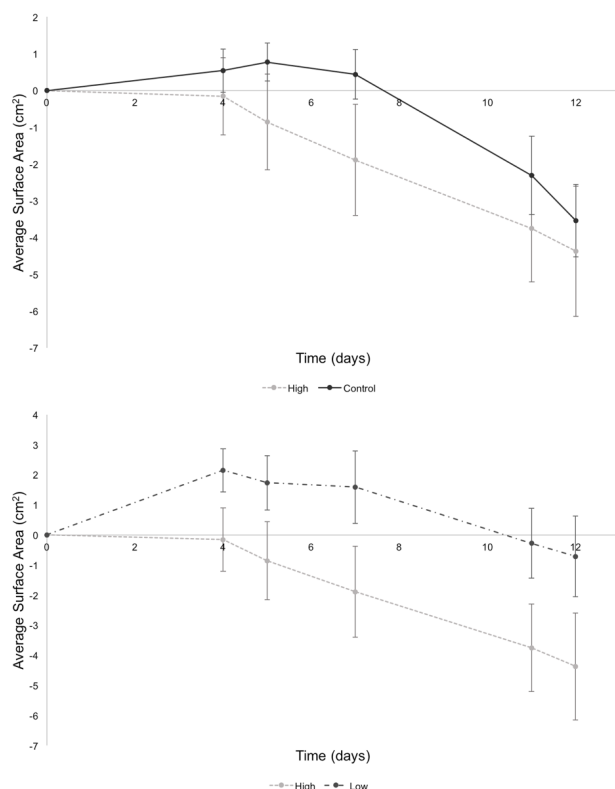 2
1
0
-1
-2
-3
-4
-5
-6
-7
0 2 4 6 8 10 12
Average Surface Area (cm²)
Time (days)
High Control
4
3
2
1
0
-1
-2
-3
-4
-5
-6
-7
0 2 4 6 8 10 12
Average Surface Area (cm²)
Time (days)
High Low